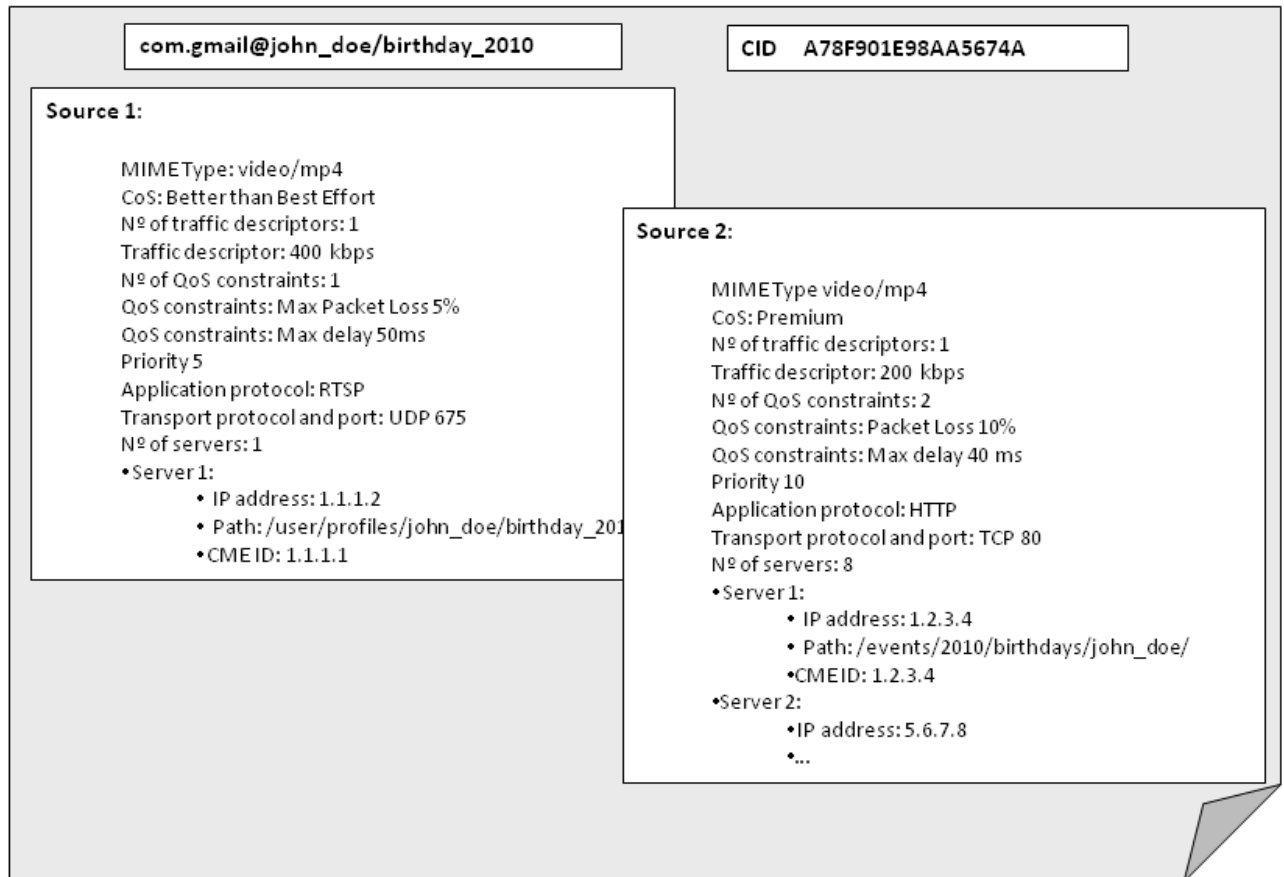 com.gmail@john_doe/birthday_2010
CID A78F901E98AA5674A
Source 1:
MIMEType: video/mp4
CoS: Better than Best Effort
Nº of traffic descriptors: 1
Traffic descriptor: 400 kbps
Nº of QoS constraints: 1
QoS constraints: Max Packet Loss 5%
QoS constraints: Max delay 50ms
Priority 5
Application protocol: RTSP
Transport protocol and port: UDP 675
Nº of servers: 1
•Server 1:
• IP address: 1.1.1.2
• Path: /user/profiles/john_doe/birthday_201
•CME ID: 1.1.1.1
Source 2:
MIMEType video/mp4
CoS: Premium
Nº of traffic descriptors: 1
Traffic descriptor: 200 kbps
Nº of QoS constraints: 2
QoS constraints: Packet Loss 10%
QoS constraints: Max delay 40 ms
Priority 10
Application protocol: HTTP
Transport protocol and port: TCP 80
Nº of servers: 8
•Server 1:
• IP address: 1.2.3.4
• Path: /events/2010/birthdays/john_doe/
•CME ID: 1.2.3.4
•Server 2:
•IP address: 5.6.7.8
•...